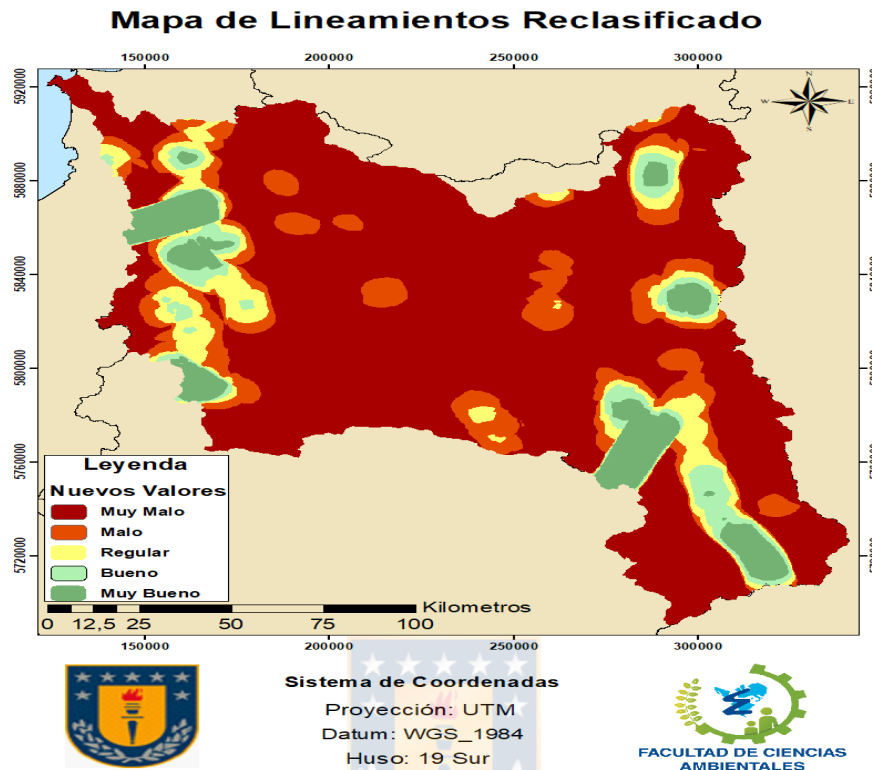 Mapa de Lineamientos Reclasificado
150000 200000 250000 300000
5920000
5880000
5840000
5800000
5760000
5720000
N
W E
S
Leyenda
Nuevos Valores
Muy Malo
Malo
Regular
Bueno
Muy Bueno
Kilometros
0 12,5 25 50 75 100
150000 200000 250000 300000
Sistema de Coordenadas
Proyección: UTM
Datum: WGS_1984
Huso: 19 Sur
FACULTAD DE CIENCIAS
AMBIENTALES